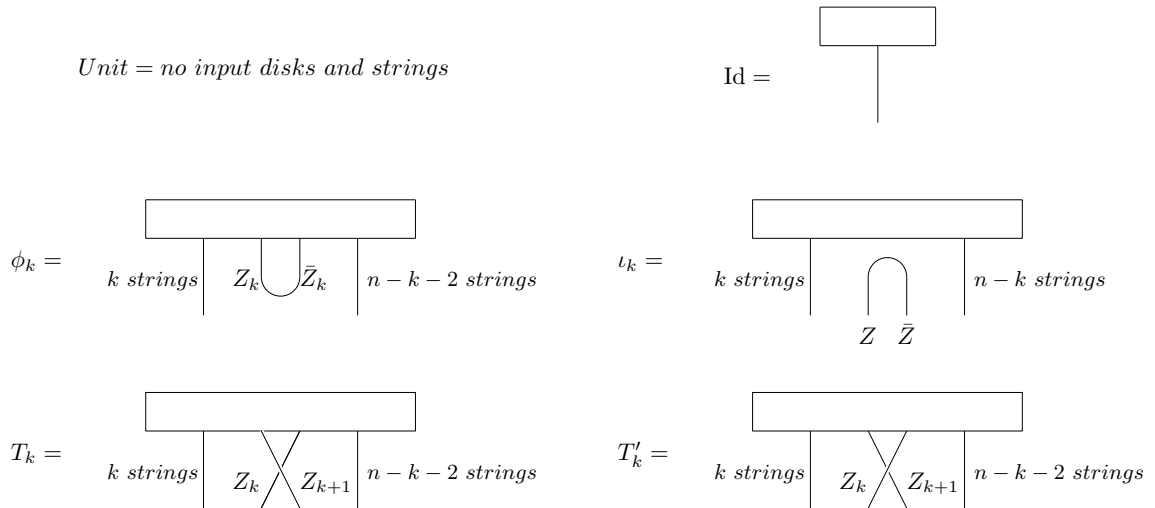 Unit = no input disks and strings
Id =
ϕ_k = k strings Z_k Z̄_k n − k − 2 strings
ι_k = k strings n − k strings
Z Z̄
T_k = k strings Z_k Z_{k+1} n − k − 2 strings
T′_k = k strings Z_k Z_{k+1} n − k − 2 strings